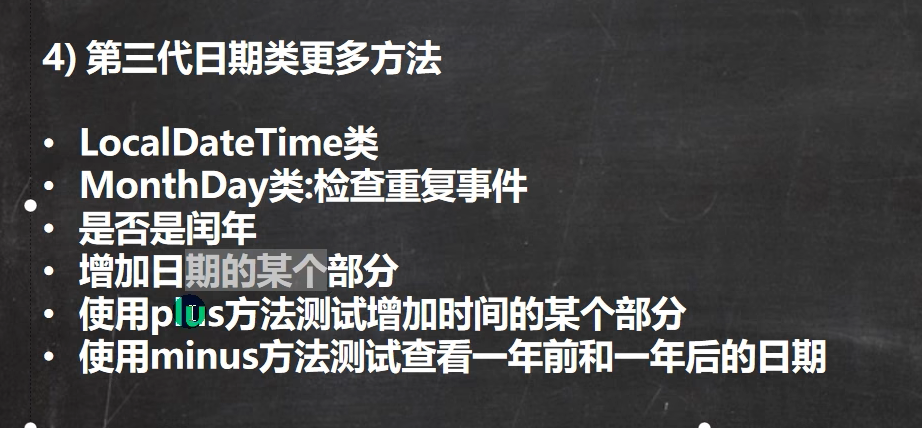 4) 第三代日期类更多方法
• LocalDateTime类
• MonthDay类:检查重复事件
• 是否是闰年
• 增加日期的某个部分
• 使用plus方法测试增加时间的某个部分
• 使用minus方法测试查看一年前和一年后的日期